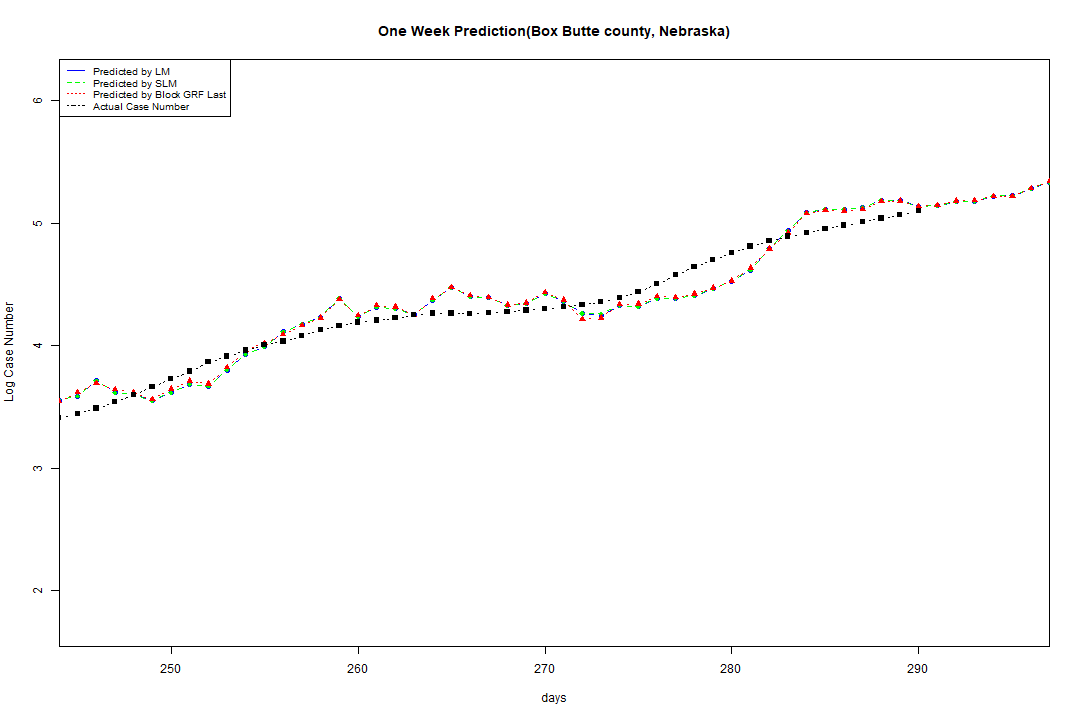 One Week Prediction(Box Butte county, Nebraska)
Predicted by LM
Predicted by SLM
Predicted by Block GRF Last
Actual Case Number
6
5
4
3
2
Log Case Number
250 260 270 280 290
days